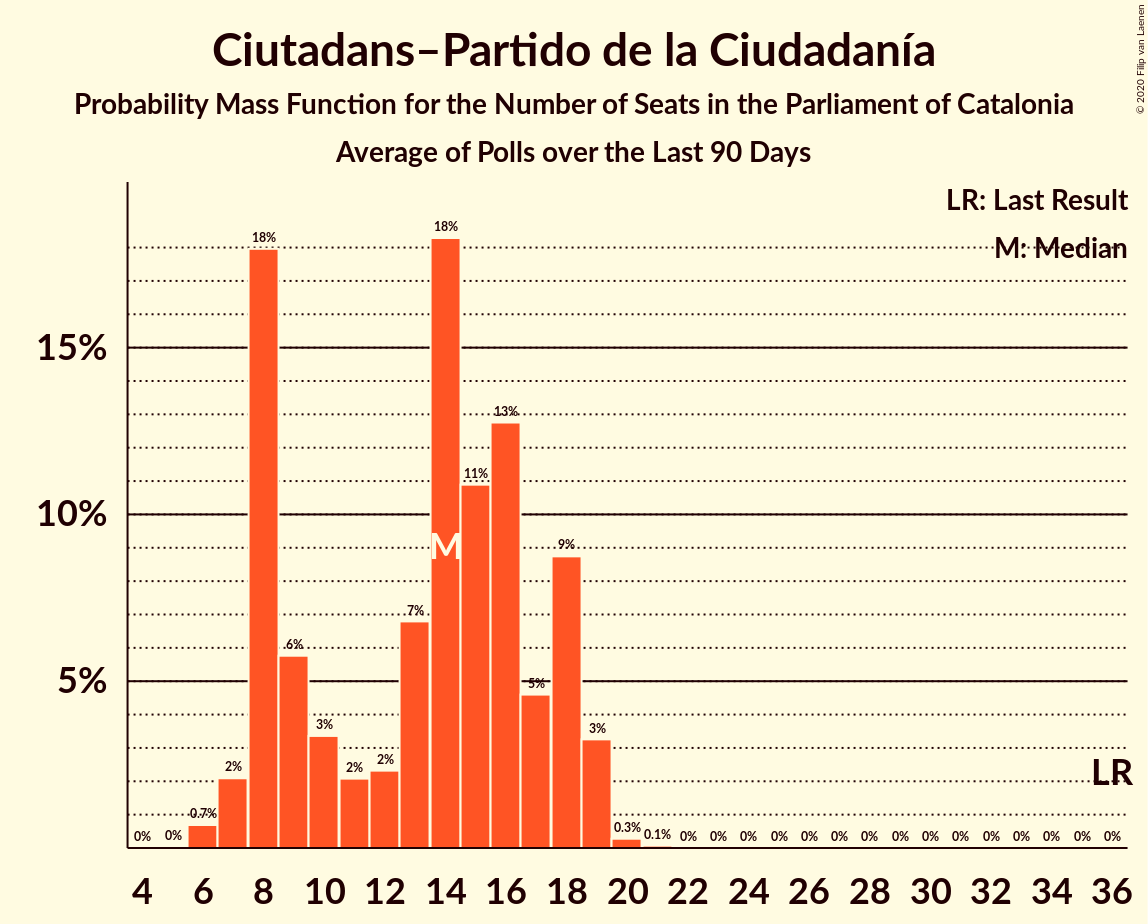 Ciutadans–Partido de la Ciudadanía
Probability Mass Function for the Number of Seats in the Parliament of Catalonia
Average of Polls over the Last 90 Days
© 2020 Filip van Laenen
LR: Last Result
M: Median
15%
10%
5%
0% 0% 0.7% 2% 18% 6% 3% 2% 2% 7% 18% 11% 13% 5% 9% 3% 0.3% 0.1% 0% 0% 0% 0% 0% 0% 0% 0% 0% 0% 0% 0% 0% 0% 0%
M
LR
4 6 8 10 12 14 16 18 20 22 24 26 28 30 32 34 36